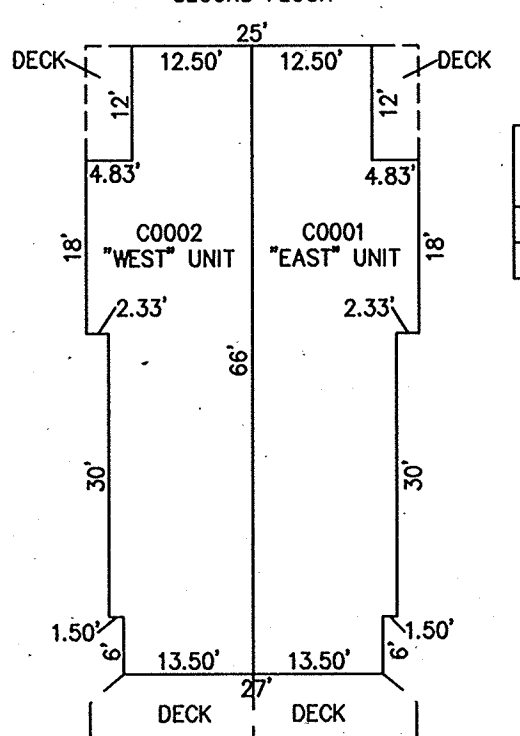 25'
DECK 12.50' 12.50' DECK
12' 12'
4.83' 4.83'
18' C0002 C0001 18'
"WEST" UNIT "EAST" UNIT
2.33' 2.33'
66'
30' 30'
1.50' 1.50'
6' 13.50' 13.50' 6'
27'
DECK DECK